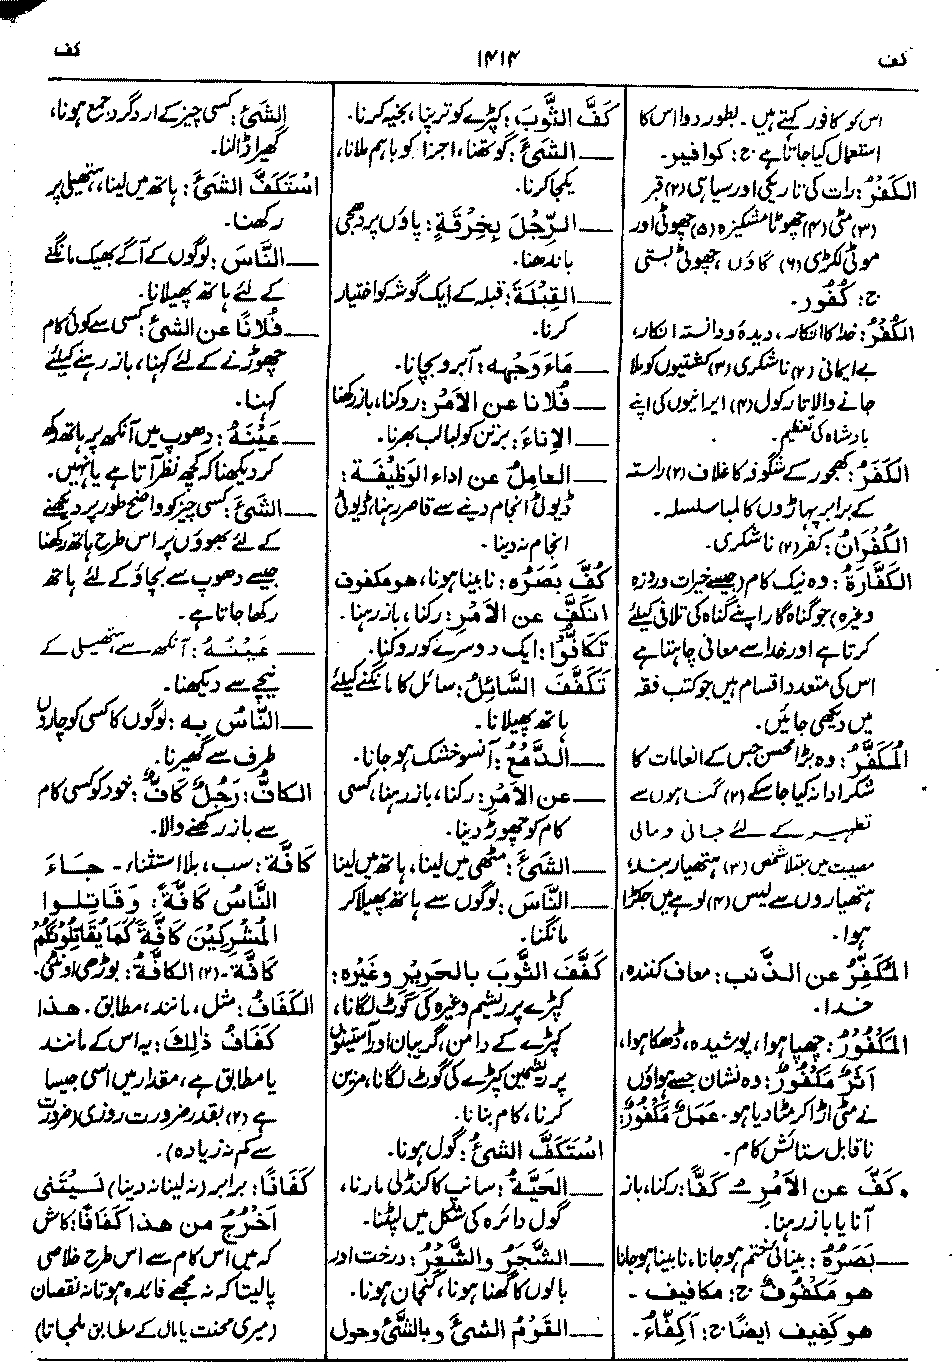 کف
۱۴۱۴
کف
اس کو کافور کہتے ہیں۔ بطور دوا اس کا
استعمال کیا جاتا ہے ج: کوافیر۔
الکَفْرُ: رات کی تاریکی اور سیاہی (۲) قبر
(۳) مٹی (۴) چھوٹا مشکیزہ (۵) چھوٹی اور
موٹی لکڑی (۶) گاؤں، چھوٹی بستی
ج: کُفُور۔
الکُفْرُ: خدا کا انکار، دیدہ و دانستہ انکار،
بے ایمانی (۲) ناشکری (۳) کشتیوں کو ملا
جانے والا تارکول (۴) ایرانیوں کی اپنے
بادشاہ کی تعظیم۔
الکَفَرُ: کھجور کے شگوفہ کا غلاف (۲) راستہ
کے برابر پہاڑوں کا لمبا سلسلہ۔
الکُفْرَانُ: کفر (۲) ناشکری۔
الکَفَّارَةُ: وہ نیک کام (جیسے خیرات و روزہ
وغیرہ) جو گناہ گار اپنے گناہ کی تلافی کیلئے
کرتا ہے اور خدا سے معافی چاہتا ہے
اس کی متعدد اقسام ہیں جو کتب فقہ
میں دیکھی جائیں۔
المُکَفَّرُ: وہ بڑا محسن جس کے انعامات کا
شکر ادا نہ کیا جا سکے (۲) گناہوں سے
تطہیر کے لئے جانی و مالی
مصیبت میں مبتلا شخص (۳) ہتھیار بند،
ہتھیاروں سے لیس (۴) لوہے میں جکڑا
ہوا۔
المُکَفِّرُ عن الذَّنب: معاف کنندہ،
خدا۔
المَکْفُورُ: چھپا ہوا، پوشیدہ، ڈھکا ہوا،
أَثَرٌ مَکْفُورٌ: وہ نشان جسے ہواؤں
نے مٹی اڑا کر مٹا دیا ہو۔ عَمَلٌ مَکْفُورٌ:
ناقابل ستائش کام۔
• کَفَّ عن الأمْرِ ـُ کَفًّا: رکنا، باز
آنا یا باز رہنا۔
ـــ بَصَرُهُ: بینائی ختم ہو جانا، نابینا ہو جانا
هو مَکْفُوفٌ ج: مکافیف۔
هو کَفِیف ایضًا ج: أَکِفَّاءُ۔
کَفَّ الثَّوبَ: کپڑے کو ترپنا، بخیہ کرنا۔
ـــ الشَّیْءَ: گوتھنا، اجزا کو باہم ملانا،
یکجا کرنا۔
ـــ الرِّجْلَ بِخِرْقَةٍ: پاؤں پر دھجی
باندھنا۔
ـــ القِبْلَةَ: قبلہ کے ایک گوشہ کو اختیار
کرنا۔
ـــ مَاءَ وَجْهِه: آبرو بچانا۔
ـــ فُلَانًا عن الأمْرِ: روکنا، باز رکھنا
ـــ الإنَاءَ: برتن کو لبالب بھرنا۔
ـــ العامِلُ عن اداء الوَظِیْفَة:
ڈیوٹی انجام دینے سے قاصر رہنا، ڈیوٹی
انجام نہ دینا۔
کُفَّ بَصَرُهُ: نابینا ہونا، هو مکفوف
انْکَفَّ عن الأمْرِ: رکنا، باز رہنا۔
تَکَافُّوا: ایک دوسرے کو روکنا۔
تَکَفَّفَ السَّائِلُ: سائل کا مانگنے کیلئے
ہاتھ پھیلانا۔
ـــ الدَّمْعُ: آنسو خشک ہو جانا۔
ـــ عن الأمْرِ: رکنا، باز رہنا، کسی
کام کو چھوڑ دینا۔
ـــ الشَّیْءَ: مٹھی میں لینا، ہاتھ میں لینا
ـــ النَّاسَ: لوگوں سے ہاتھ پھیلا کر
مانگنا۔
کَفَّفَ الثَّوبَ بالحَرِیْرِ وغَیْرِه:
کپڑے پر ریشم وغیرہ کی گوٹ لگانا،
کپڑے کے دامن، گریبان اور آستینوں
پر ریشمین کپڑے کی گوٹ لگانا، مزین
کرنا، کام بنانا۔
اسْتَکَفَّ الشَّیْءُ: گول ہونا۔
ـــ الحَیَّةُ: سانپ کا کنڈلی مارنا،
گول دائرہ کی شکل میں لپٹنا۔
ـــ الشَّجَرُ والشَّعْرُ: درخت اور
بالوں کا گھنا ہونا، گنجان ہونا۔
ـــ القَوْمُ الشَّیْءَ وبالشَّیْءِ وحول
الشَّیْءِ: کسی چیز کے ارد گرد جمع ہونا،
گھیرا ڈالنا۔
اسْتَکَفَّ الشَّیْءَ: ہاتھ میں لینا، ہتھیلی پر
رکھنا۔
ـــ النَّاسَ: لوگوں کے آگے بھیک مانگنے
کے لئے ہاتھ پھیلانا۔
ـــ فُلَانًا عن الشَّیْءِ: کسی سے کوئی کام
چھوڑنے کے لئے کہنا، باز رہنے کیلئے
کہنا۔
ـــ عَیْنَهُ: دھوپ میں آنکھ پر ہاتھ رکھ
کر دیکھنا کہ کچھ نظر آتا ہے یا نہیں۔
ـــ الشَّیْءَ: کسی چیز کو واضح طور پر دیکھنے
کے لئے بھووں پر اس طرح ہاتھ رکھنا
جیسے دھوپ سے بچاؤ کے لئے ہاتھ
رکھا جاتا ہے۔
ـــ عَیْنَهُ: آنکھ سے ہتھیلی کے
نیچے سے دیکھنا۔
ـــ النَّاسُ بِه: لوگوں کا کسی کو چاروں
طرف سے گھیرنا۔
الکَافُّ: رَجُلٌ کَافٌّ: خود کو کسی کام
سے باز رکھنے والا۔
کَافَّة: سب، بلا استثناء۔ جَاءَ
النَّاسُ کَافَّةً: وَقَاتِلُوا
المُشْرِکِیْنَ کَافَّةً کَمَا یُقَاتِلُوْنَکُمْ
کَافَّة۔ (۲) الکافَّةُ: بوڑھی اونٹنی۔
الکَفَافُ: مثل، مانند، مطابق۔ هذا
کَفَافُ ذٰلِكَ: یہ اس کے مانند
یا مطابق ہے، مقدار میں اسی جیسا
ہے (۲) بقدر ضرورت روزی (ضرورت
سے کم نہ زیادہ)۔
کَفَافًا: برابر (نہ لینا نہ دینا) لَیْتَنِی
أَخْرُجُ من هذا کَفَافًا: کاش
کہ میں اس کام سے اس طرح خلاصی
پا لیتا کہ نہ مجھے فائدہ ہوتا نہ نقصان
(میری محنت یا مال کے مطابق مل جاتا)